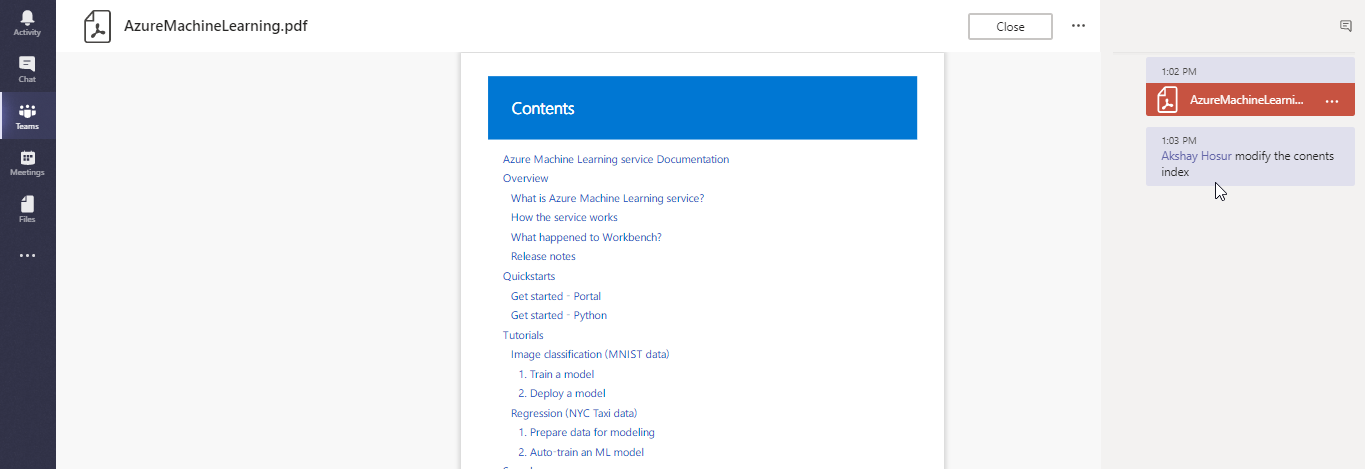 Activity
Chat
Teams
Meetings
Files
AzureMachineLearning.pdf
Close
Contents
Azure Machine Learning service Documentation
Overview
What is Azure Machine Learning service?
How the service works
What happened to Workbench?
Release notes
Quickstarts
Get started - Portal
Get started - Python
Tutorials
Image classification (MNIST data)
1. Train a model
2. Deploy a model
Regression (NYC Taxi data)
1. Prepare data for modeling
2. Auto-train an ML model
1:02 PM
AzureMachineLearni...
1:03 PM
Akshay Hosur modify the conents
index